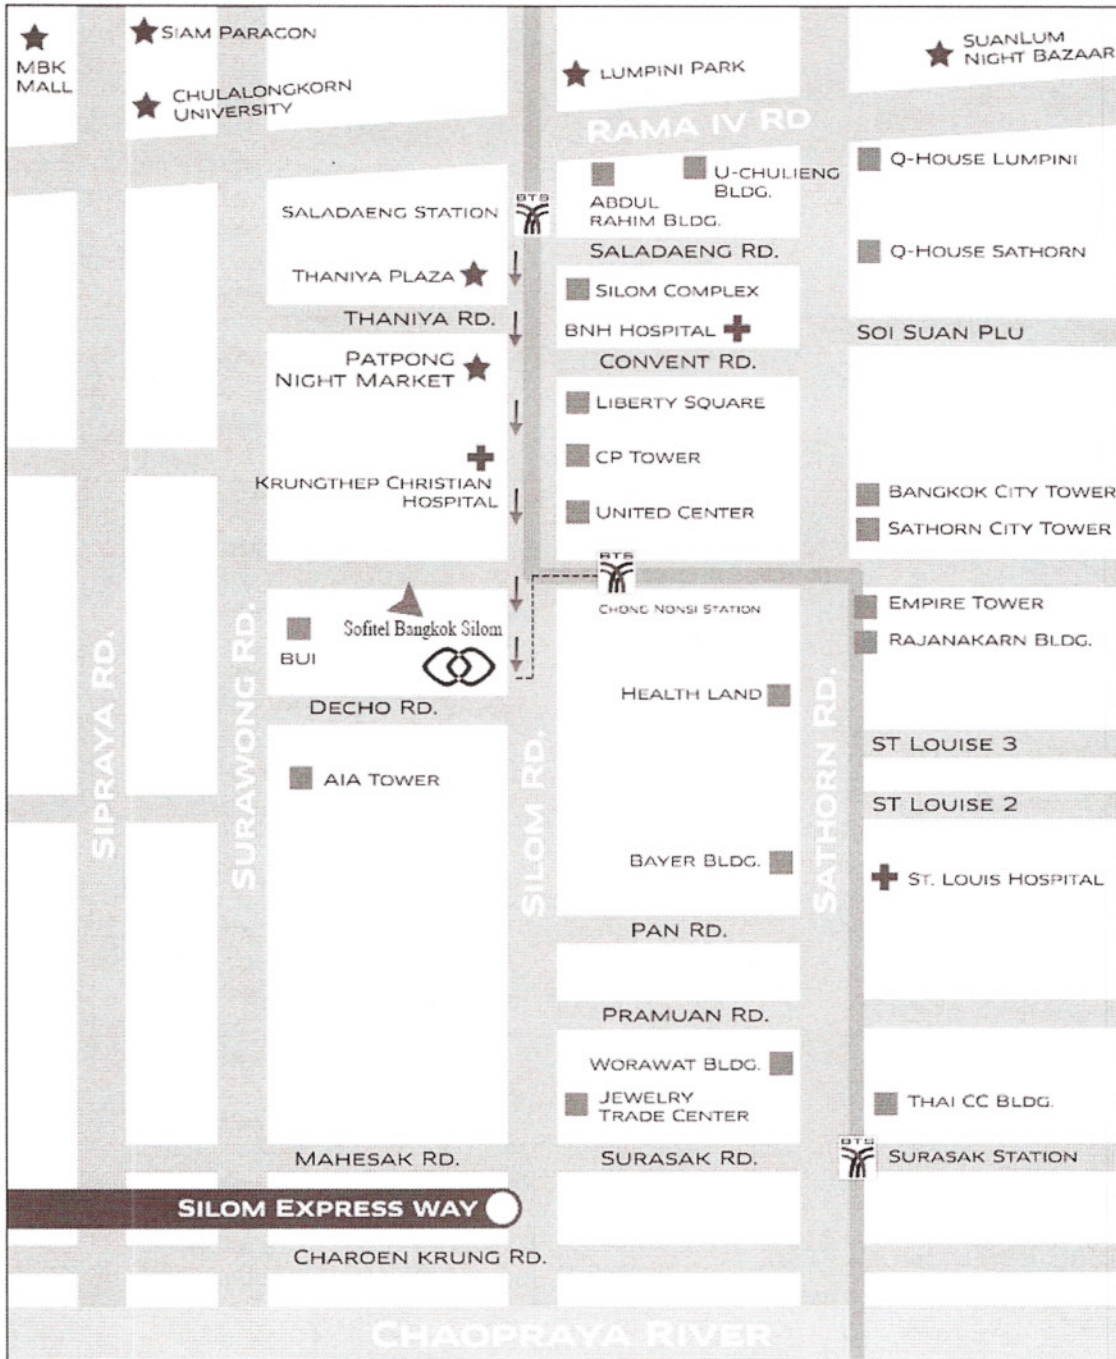 SIAM PARAGON
MBK
MALL
CHULALONGKORN
UNIVERSITY
LUMPINI PARK
SUANLUM
NIGHT BAZAAR
RAMA IV RD
Q-HOUSE LUMPINI
U-CHULIENG
BLDG.
ABDUL
RAHIM BLDG.
BTS
SALADAENG STATION
SALADAENG RD.
Q-HOUSE SATHORN
THANIYA PLAZA
SILOM COMPLEX
THANIYA RD.
BNH HOSPITAL
SOI SUAN PLU
PATPONG
NIGHT MARKET
CONVENT RD.
LIBERTY SQUARE
CP TOWER
KRUNGTHEP CHRISTIAN
HOSPITAL
UNITED CENTER
BANGKOK CITY TOWER
SATHORN CITY TOWER
BTS
CHONG NONSI STATION
EMPIRE TOWER
RAJANAKARN BLDG.
Sofitel Bangkok Silom
BUI
HEALTH LAND
DECHO RD.
SIPRAYA RD.
SURAWONG RD.
SILOM RD.
SATHORN RD.
ST LOUISE 3
AIA TOWER
ST LOUISE 2
BAYER BLDG.
ST. LOUIS HOSPITAL
PAN RD.
PRAMUAN RD.
WORAWAT BLDG.
JEWELRY
TRADE CENTER
THAI CC BLDG.
MAHESAK RD.
SURASAK RD.
BTS
SURASAK STATION
SILOM EXPRESS WAY
CHAROEN KRUNG RD.
CHAOPRAYA RIVER